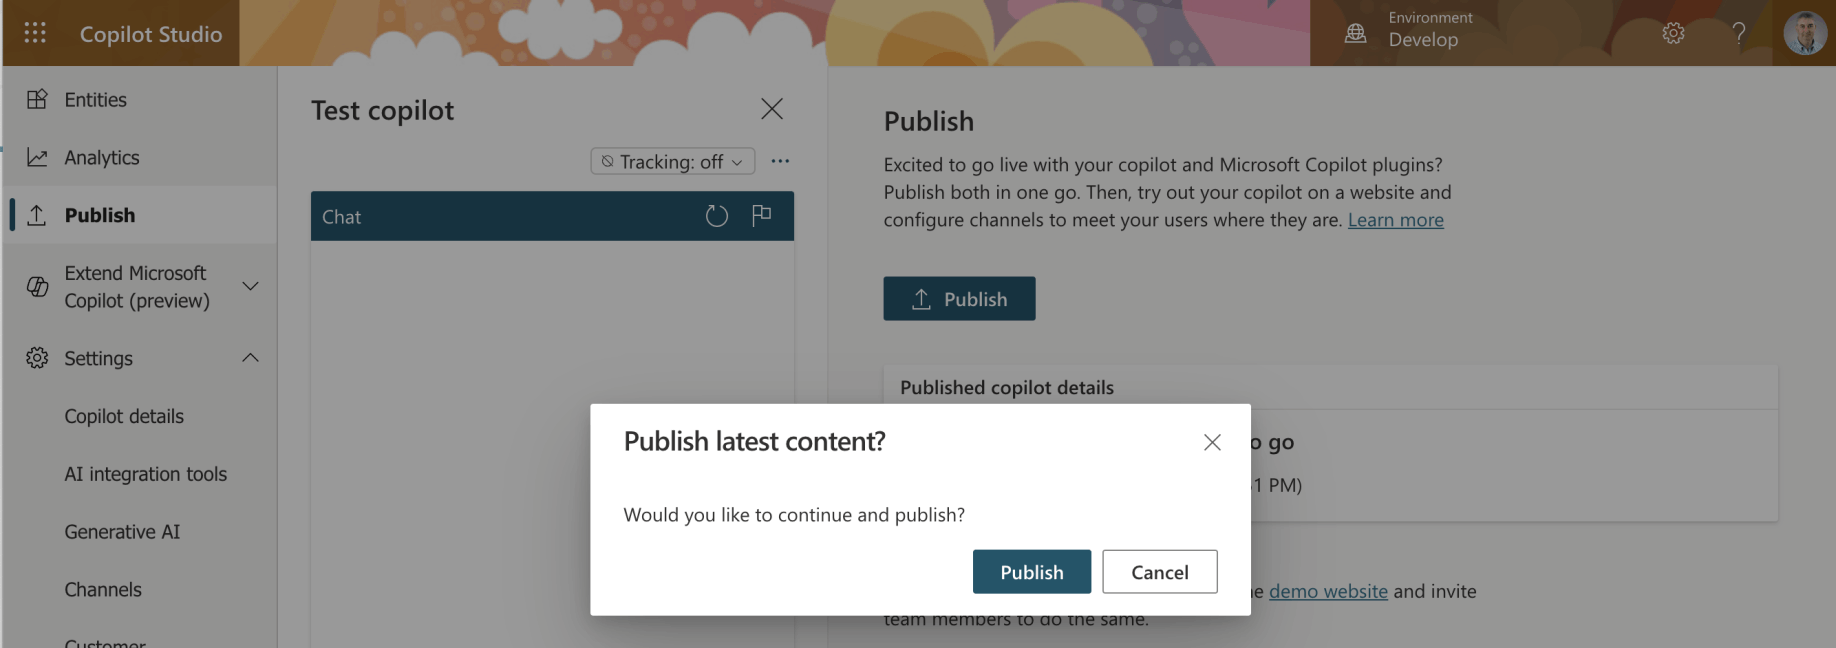 Copilot Studio
Environment
Develop
?
Entities
Analytics
Publish
Extend Microsoft
Copilot (preview)
Settings
Copilot details
AI integration tools
Generative AI
Channels
Customer
Test copilot
Tracking: off
Chat
Publish
Excited to go live with your copilot and Microsoft Copilot plugins?
Publish both in one go. Then, try out your copilot on a website and
configure channels to meet your users where they are. Learn more
Publish
Published copilot details
o go
1 PM)
demo website and invite
team members to do the same.
Publish latest content?
Would you like to continue and publish?
Publish
Cancel